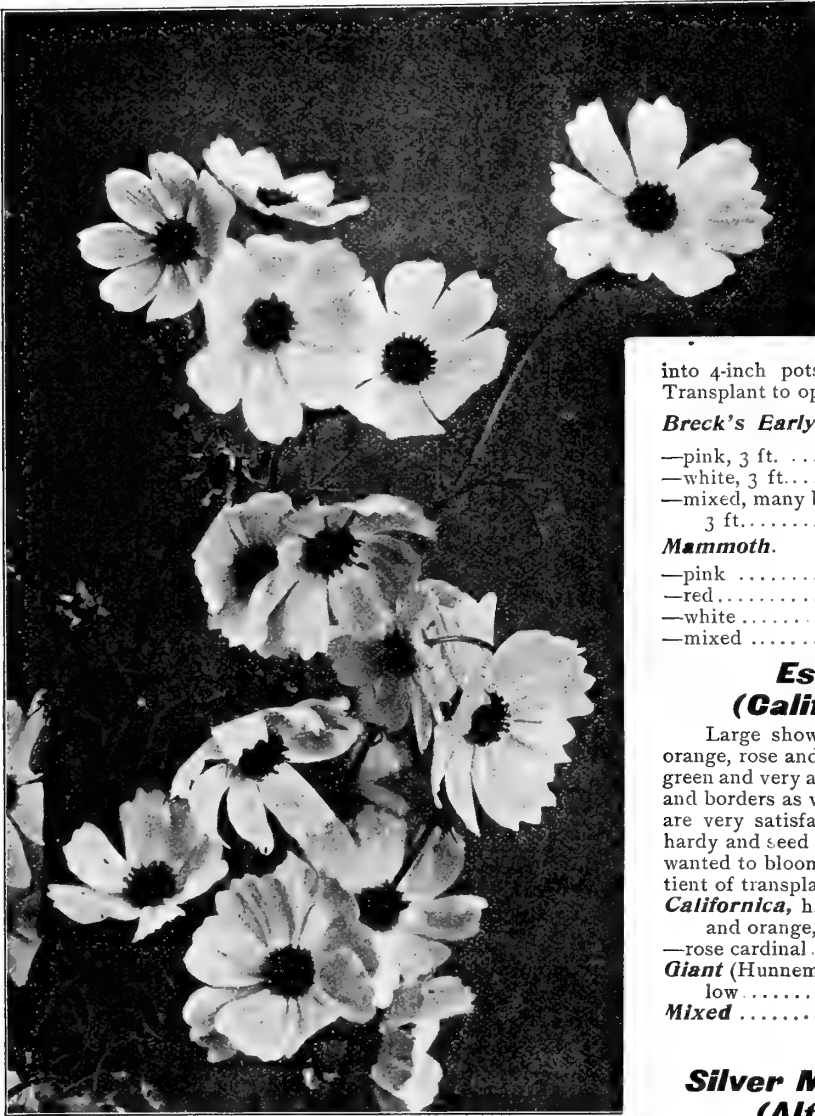 into 4-inch pots
Transplant to op
Breck's Early
—pink, 3 ft. ...
—white, 3 ft....
—mixed, many b
3 ft........
Mammoth.
—pink ........
—red..........
—white .......
—mixed .......
Es
(Calif
Large show
orange, rose and
green and very a
and borders as v
are very satisfa
hardy and seed
wanted to bloom
tient of transpla
Californica, h
and orange,
—rose cardinal .
Giant (Hunnem
low .......
Mixed ........
Silver M
(Alt